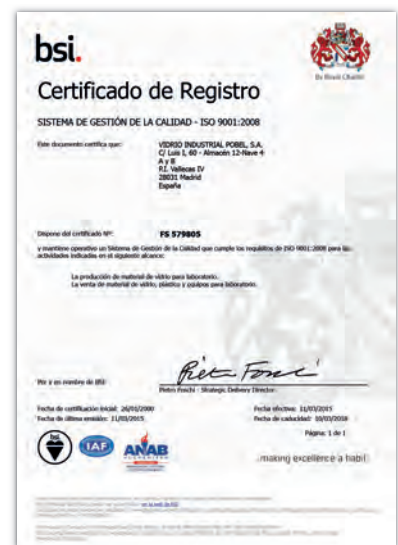 bsi.
By Royal Charter
Certificado de Registro
SISTEMA DE GESTIÓN DE LA CALIDAD - ISO 9001:2008
Este documento certifica que:
VIDRIO INDUSTRIAL POBEL, S.A.
C/ Luis I, 60 - Almacén 12-Nave 4
A y B
P.I. Vallecas IV
28031 Madrid
España
Dispone del certificado Nº:
FS 579805
y mantiene operativo un Sistema de Gestión de la Calidad que cumple los requisitos de ISO 9001:2008 para las
actividades indicadas en el siguiente alcance:
La producción de material de vidrio para laboratorio.
La venta de material de vidrio, plástico y equipos para laboratorio.
Por y en nombre de BSI:
Pietro Foschi - Strategic Delivery Director
Fecha de certificación inicial: 26/01/2000
Fecha efectiva: 11/03/2015
Fecha de última emisión: 11/03/2015
Fecha de caducidad: 10/03/2018
Página: 1 de 1
bsi
IAF
ANAB
ACCREDITED
...making excellence a habit.